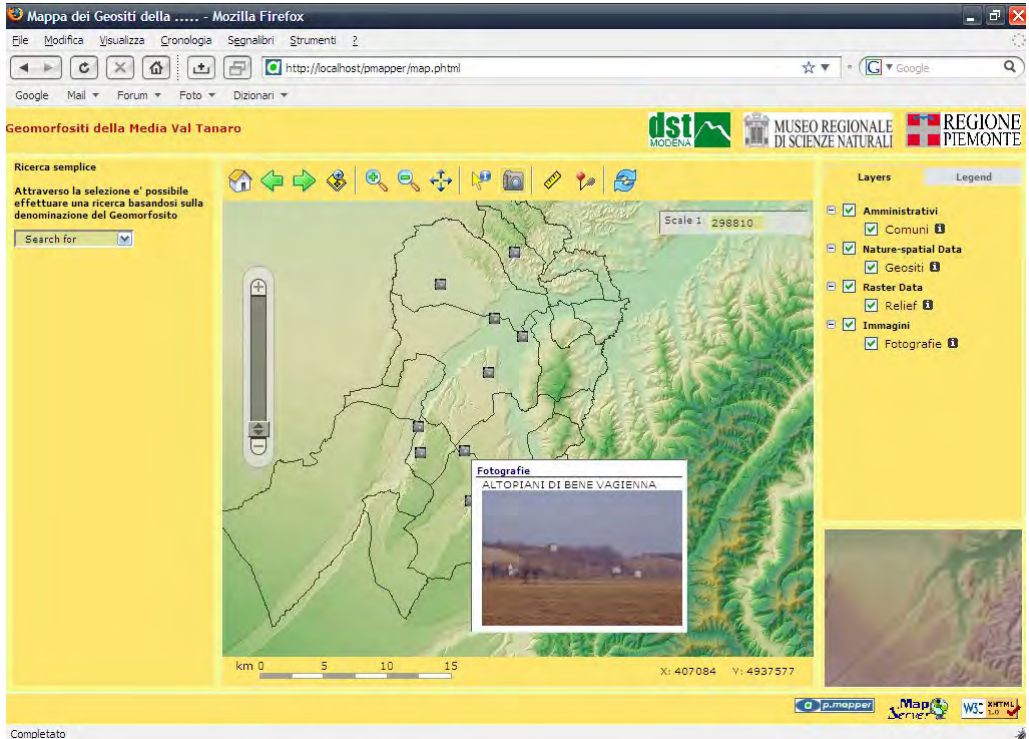 Mappa dei Geositi della ..... - Mozilla Firefox
File Modifica Visualizza Cronologia Segnalibri Strumenti ?
http://localhost/pmapper/map.phtml
G Google
Google Mail Forum Foto Dizionari
Geomorfositi della Media Val Tanaro
dst
MODENA
MUSEO REGIONALE
DI SCIENZE NATURALI
REGIONE
PIEMONTE
Ricerca semplice
Attraverso la selezione e' possibile
effettuare una ricerca basandosi sulla
denominazione del Geomorfosito
Search for
Scale 1: 298810
Fotografie
ALTOPIANI DI BENE VAGIENNA
km 0 5 10 15
X: 407084 Y: 4937577
Layers Legend
Amministrativi
Comuni i
Nature-spatial Data
Geositi i
Raster Data
Relief i
Immagini
Fotografie i
p.mapper
Map
Server
W3C XHTML
1.0
Completato